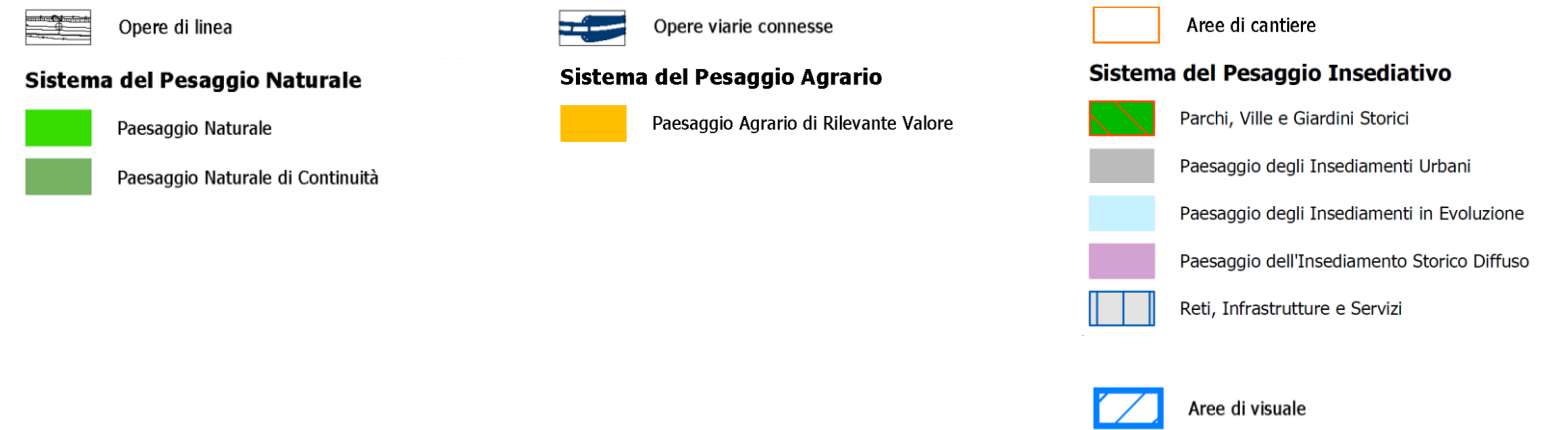 Opere di linea
Sistema del Pesaggio Naturale
Paesaggio Naturale
Paesaggio Naturale di Continuità
Opere viarie connesse
Sistema del Pesaggio Agrario
Paesaggio Agrario di Rilevante Valore
Aree di cantiere
Sistema del Pesaggio Insediativo
Parchi, Ville e Giardini Storici
Paesaggio degli Insediamenti Urbani
Paesaggio degli Insediamenti in Evoluzione
Paesaggio dell'Insediamento Storico Diffuso
Reti, Infrastrutture e Servizi
Aree di visuale